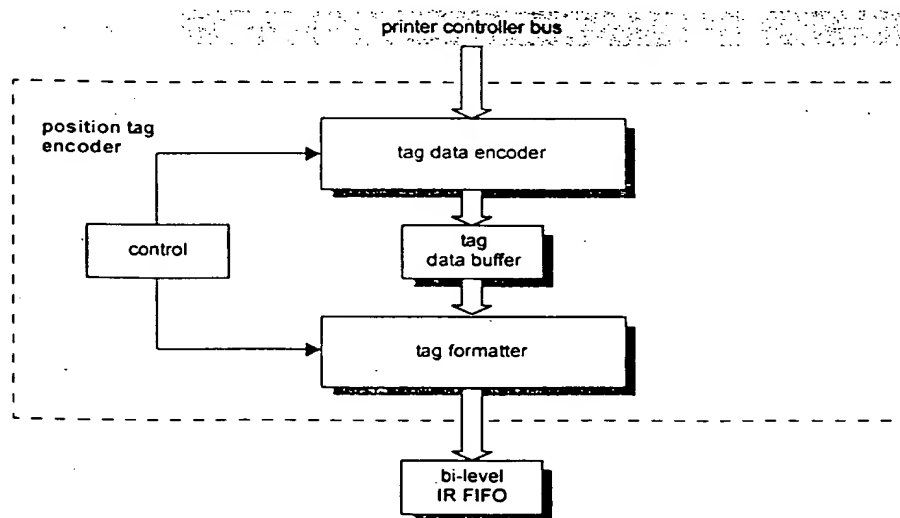 printer controller bus
position tag
encoder
tag data encoder
control
tag
data buffer
tag formatter
bi-level
IR FIFO